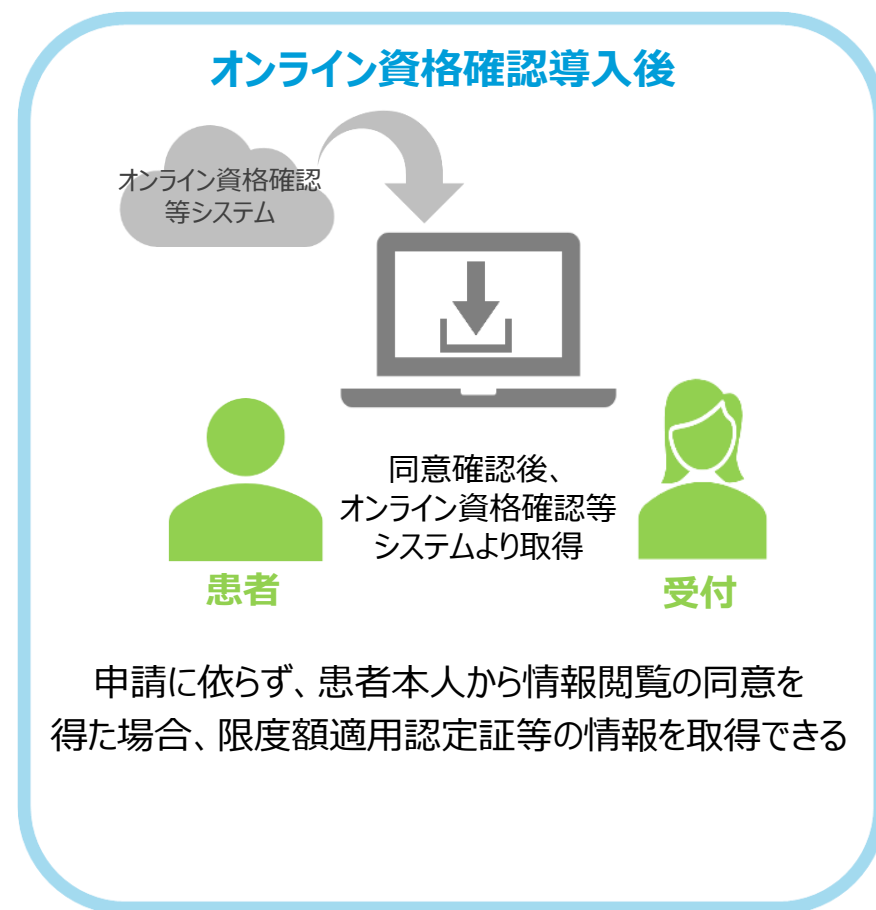 オンライン資格確認導入後
オンライン資格確認
等システム
同意確認後、
オンライン資格確認等
システムより取得
患者
受付
申請に依らず、患者本人から情報閲覧の同意を
得た場合、限度額適用認定証等の情報を取得できる